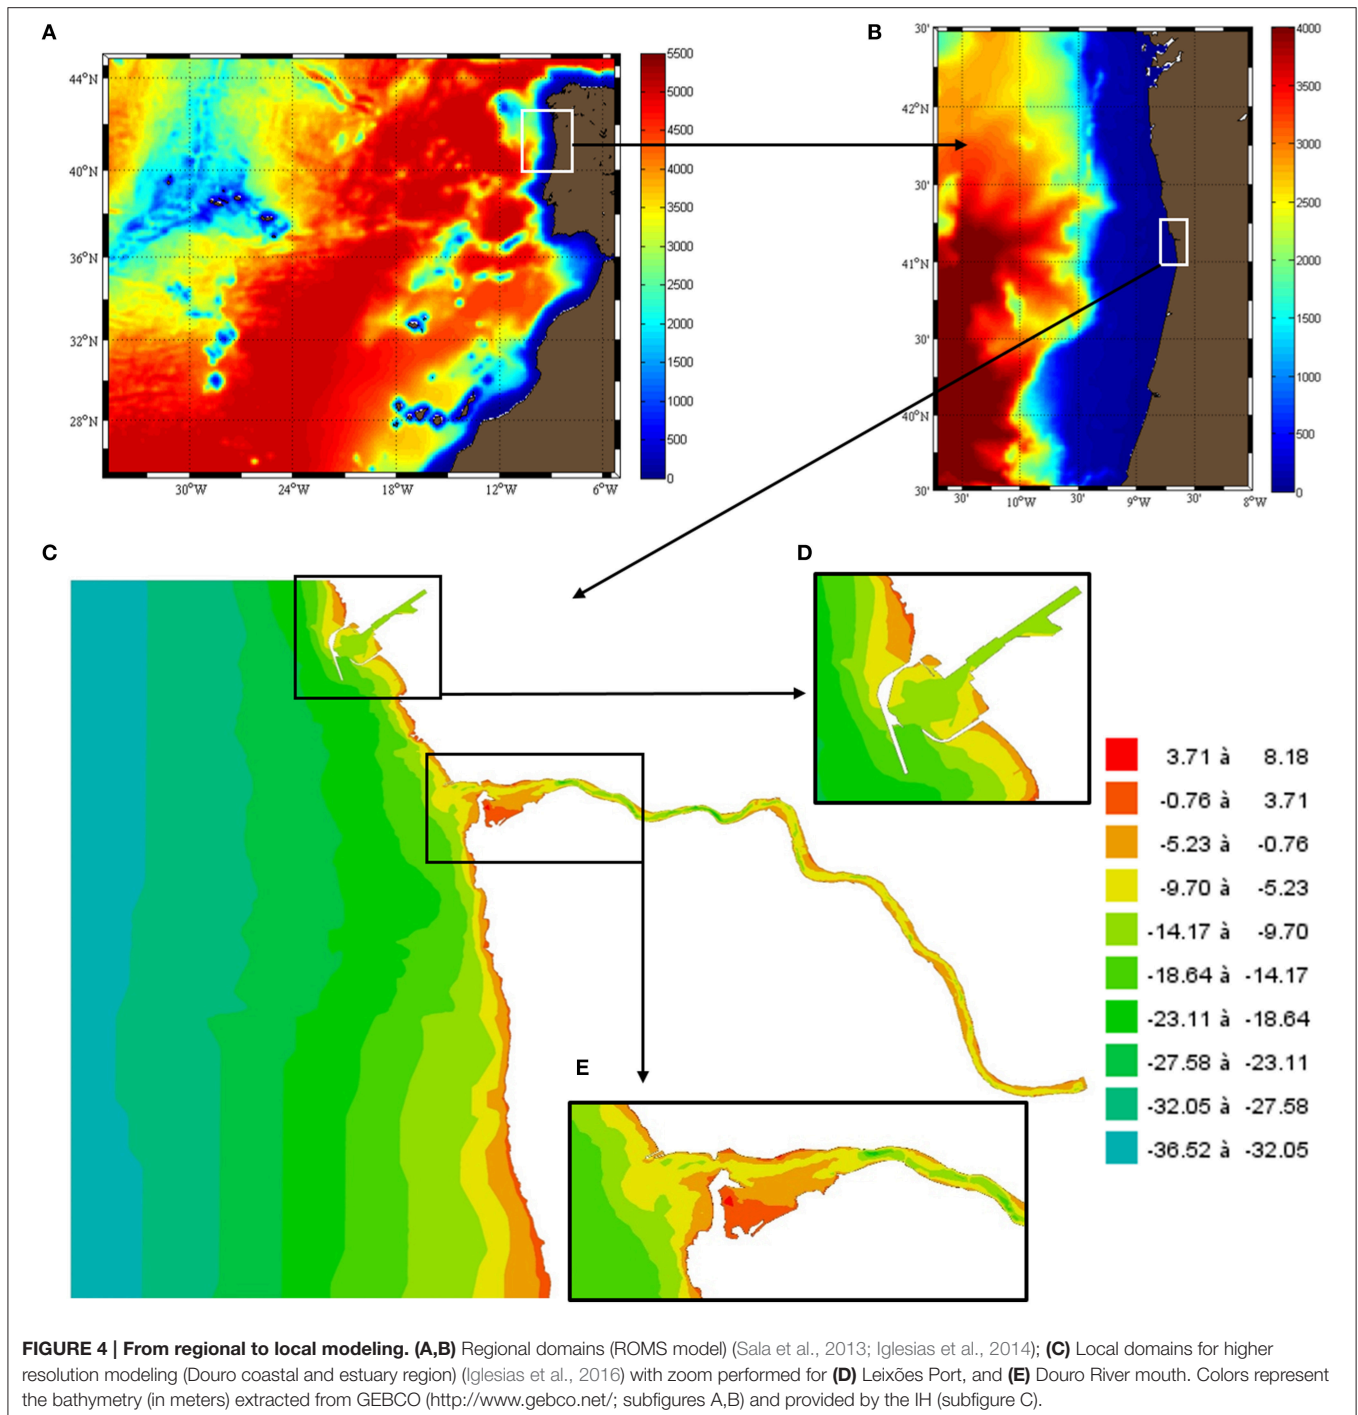 A
44°N
40°N
36°N
32°N
28°N
30°W
24°W
18°W
12°W
6°W
5500
5000
4500
4000
3500
3000
2500
2000
1500
1000
500
0
B
30'
42°N
30'
41°N
30'
40°N
30'
30'
10°W
30'
9°W
30'
8°W
4000
3500
3000
2500
2000
1500
1000
500
0
C
D
E
3.71 à 8.18
-0.76 à 3.71
-5.23 à -0.76
-9.70 à -5.23
-14.17 à -9.70
-18.64 à -14.17
-23.11 à -18.64
-27.58 à -23.11
-32.05 à -27.58
-36.52 à -32.05
FIGURE 4 | From regional to local modeling. (A,B) Regional domains (ROMS model) (Sala et al., 2013; Iglesias et al., 2014); (C) Local domains for higher
resolution modeling (Douro coastal and estuary region) (Iglesias et al., 2016) with zoom performed for (D) Leixões Port, and (E) Douro River mouth. Colors represent
the bathymetry (in meters) extracted from GEBCO (http://www.gebco.net/; subfigures A,B) and provided by the IH (subfigure C).